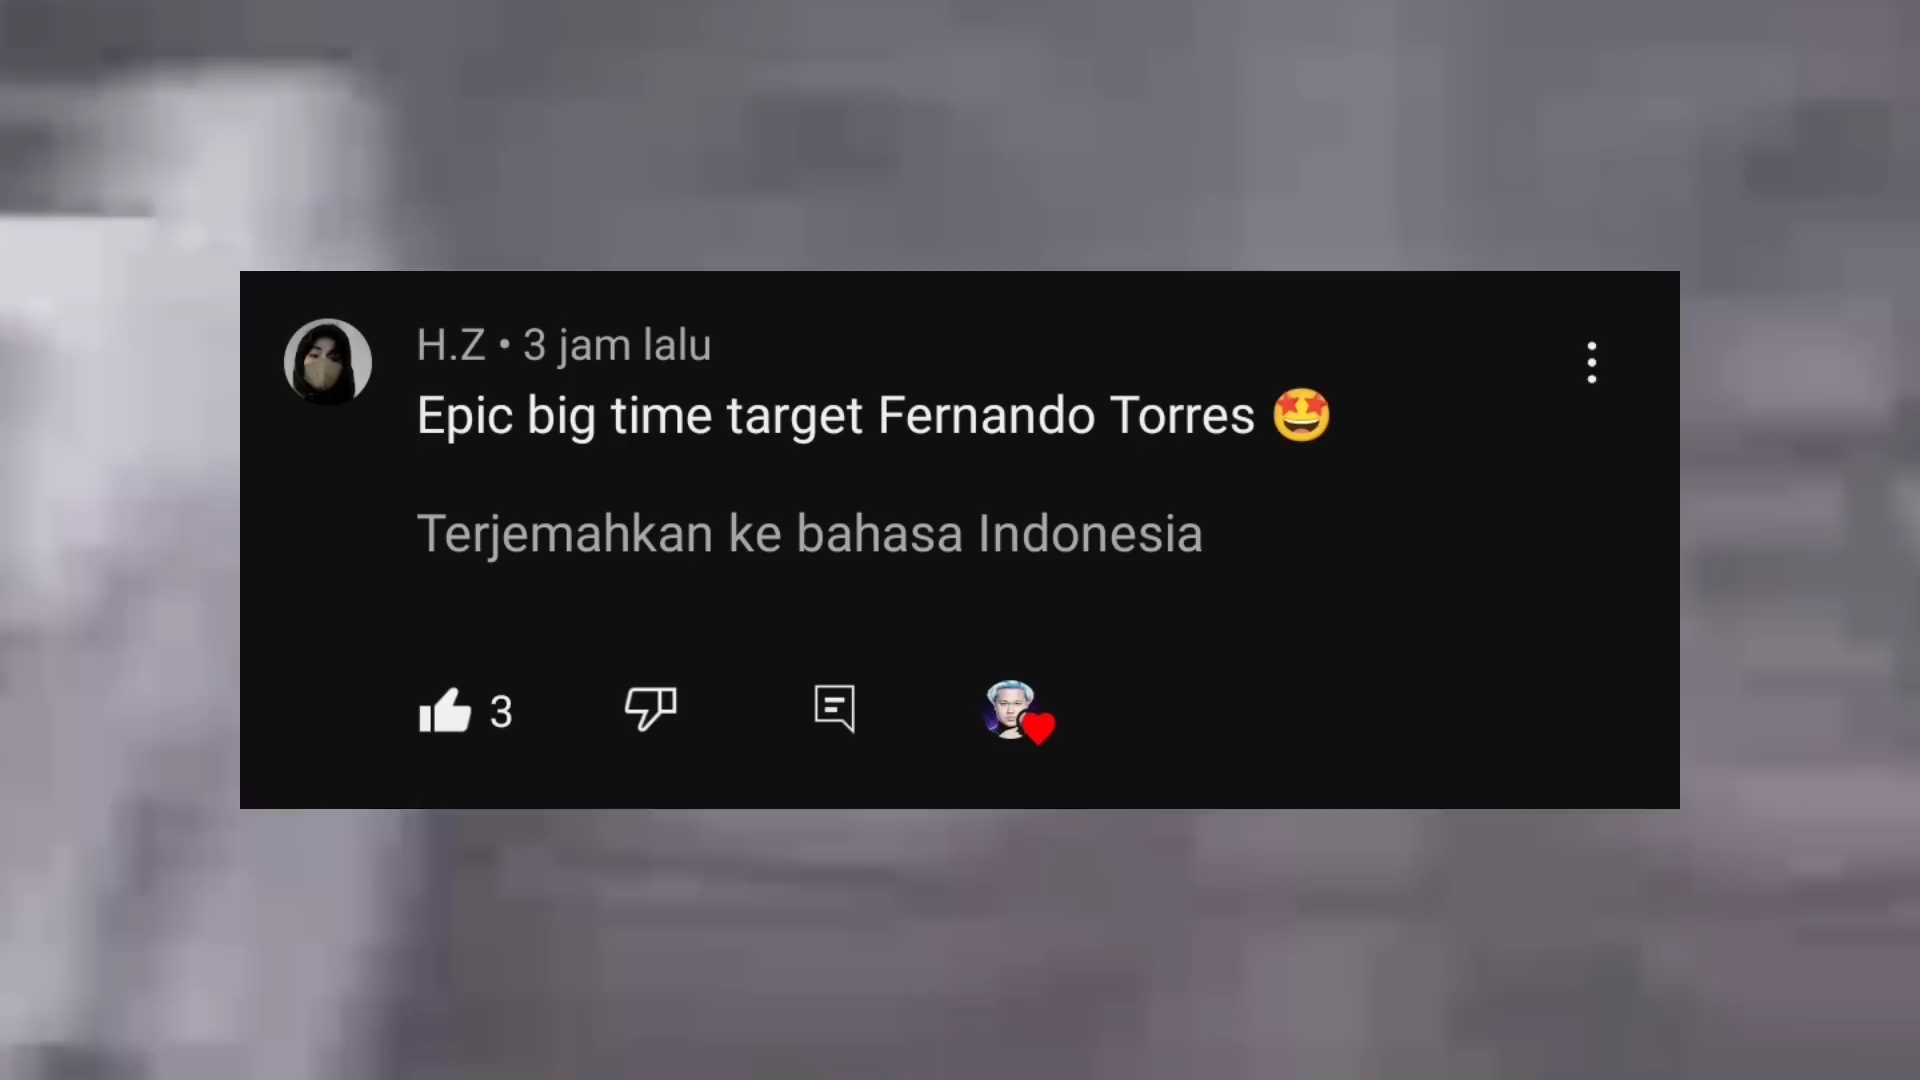 H.Z • 3 jam lalu
Epic big time target Fernando Torres 🤩
Terjemahkan ke bahasa Indonesia
3